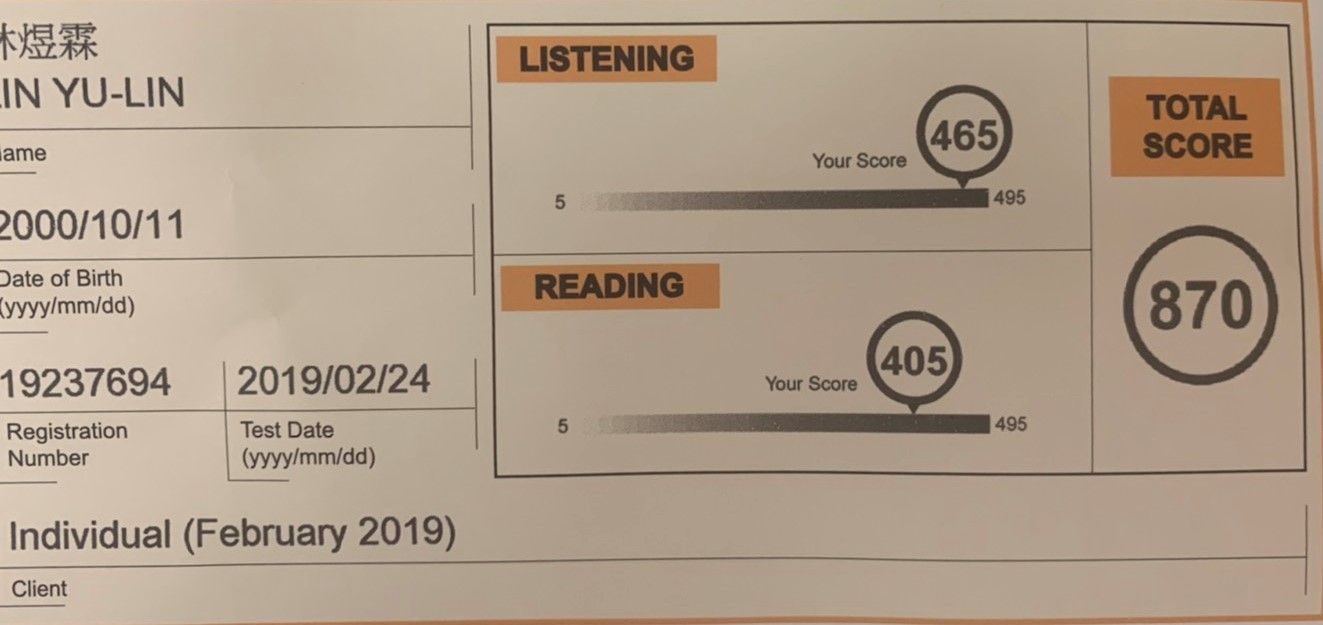 林煜霖
LIN YU-LIN
Name
2000/10/11
Date of Birth
(yyyy/mm/dd)
19237694
Registration
Number
2019/02/24
Test Date
(yyyy/mm/dd)
LISTENING
Your Score
465
5
495
READING
Your Score
405
5
495
TOTAL
SCORE
870
Individual (February 2019)
Client